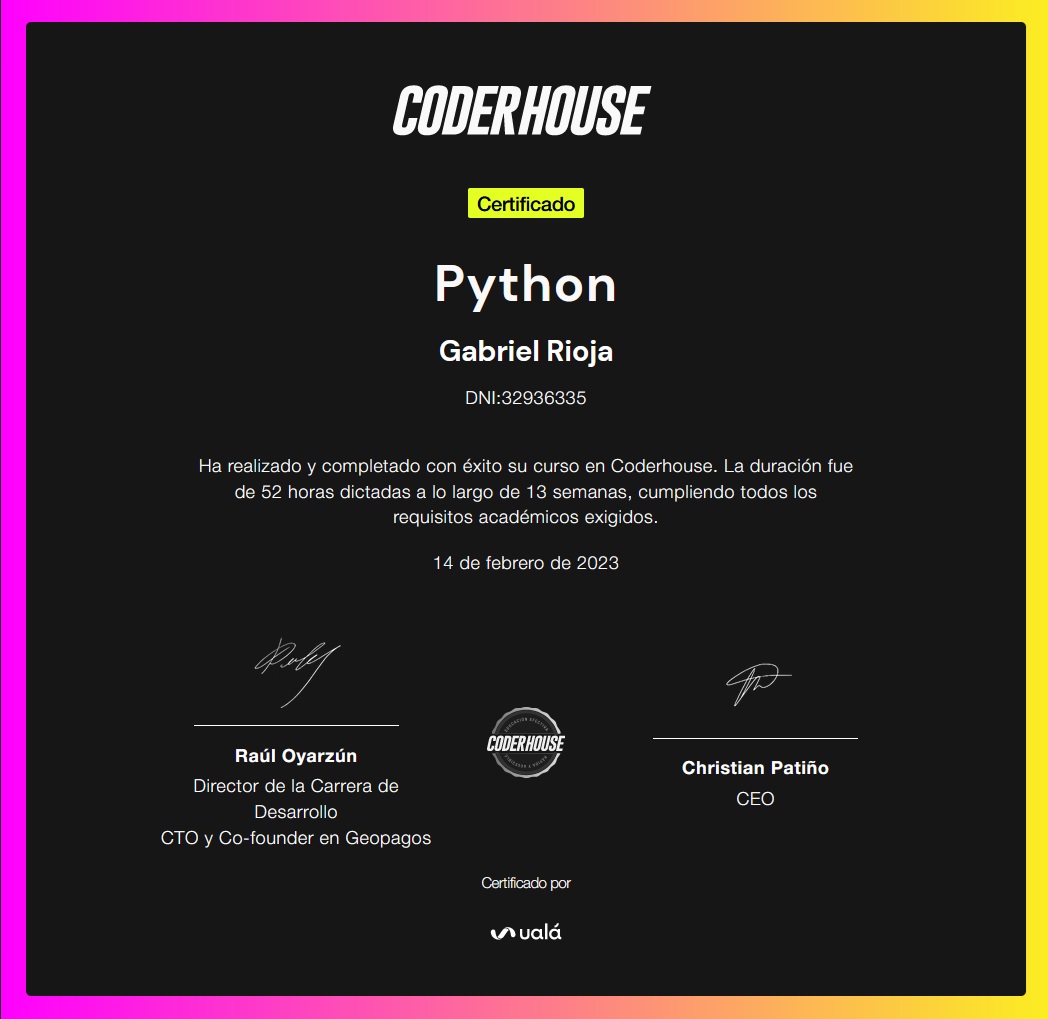 CODERHOUSE
Certificado
Python
Gabriel Rioja
DNI:32936335
Ha realizado y completado con éxito su curso en Coderhouse. La duración fue
de 52 horas dictadas a lo largo de 13 semanas, cumpliendo todos los
requisitos académicos exigidos.
14 de febrero de 2023
Raúl Oyarzún
Director de la Carrera de
Desarrollo
CTO y Co-founder en Geopagos
CODERHOUSE
Christian Patiño
CEO
Certificado por
ualá